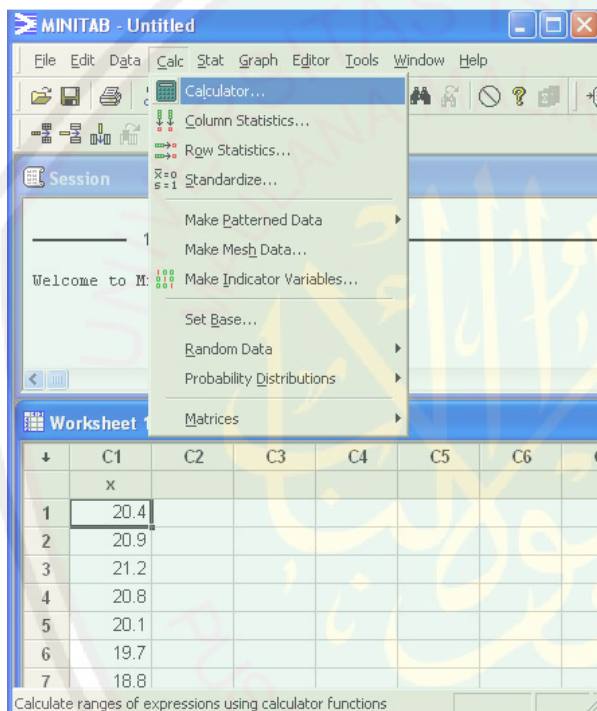 MINITAB - Untitled
File Edit Data Calc Stat Graph Editor Tools Window Help
Calculator...
Column Statistics...
Row Statistics...
x=0
s=1 Standardize...
Session
Make Patterned Data
Make Mesh Data...
Welcome to M
Make Indicator Variables...
Set Base...
Random Data
Probability Distributions
Worksheet 1
Matrices
C1 C2 C3 C4 C5 C6
x
1 20.4
2 20.9
3 21.2
4 20.8
5 20.1
6 19.7
7 18.8
Calculate ranges of expressions using calculator functions